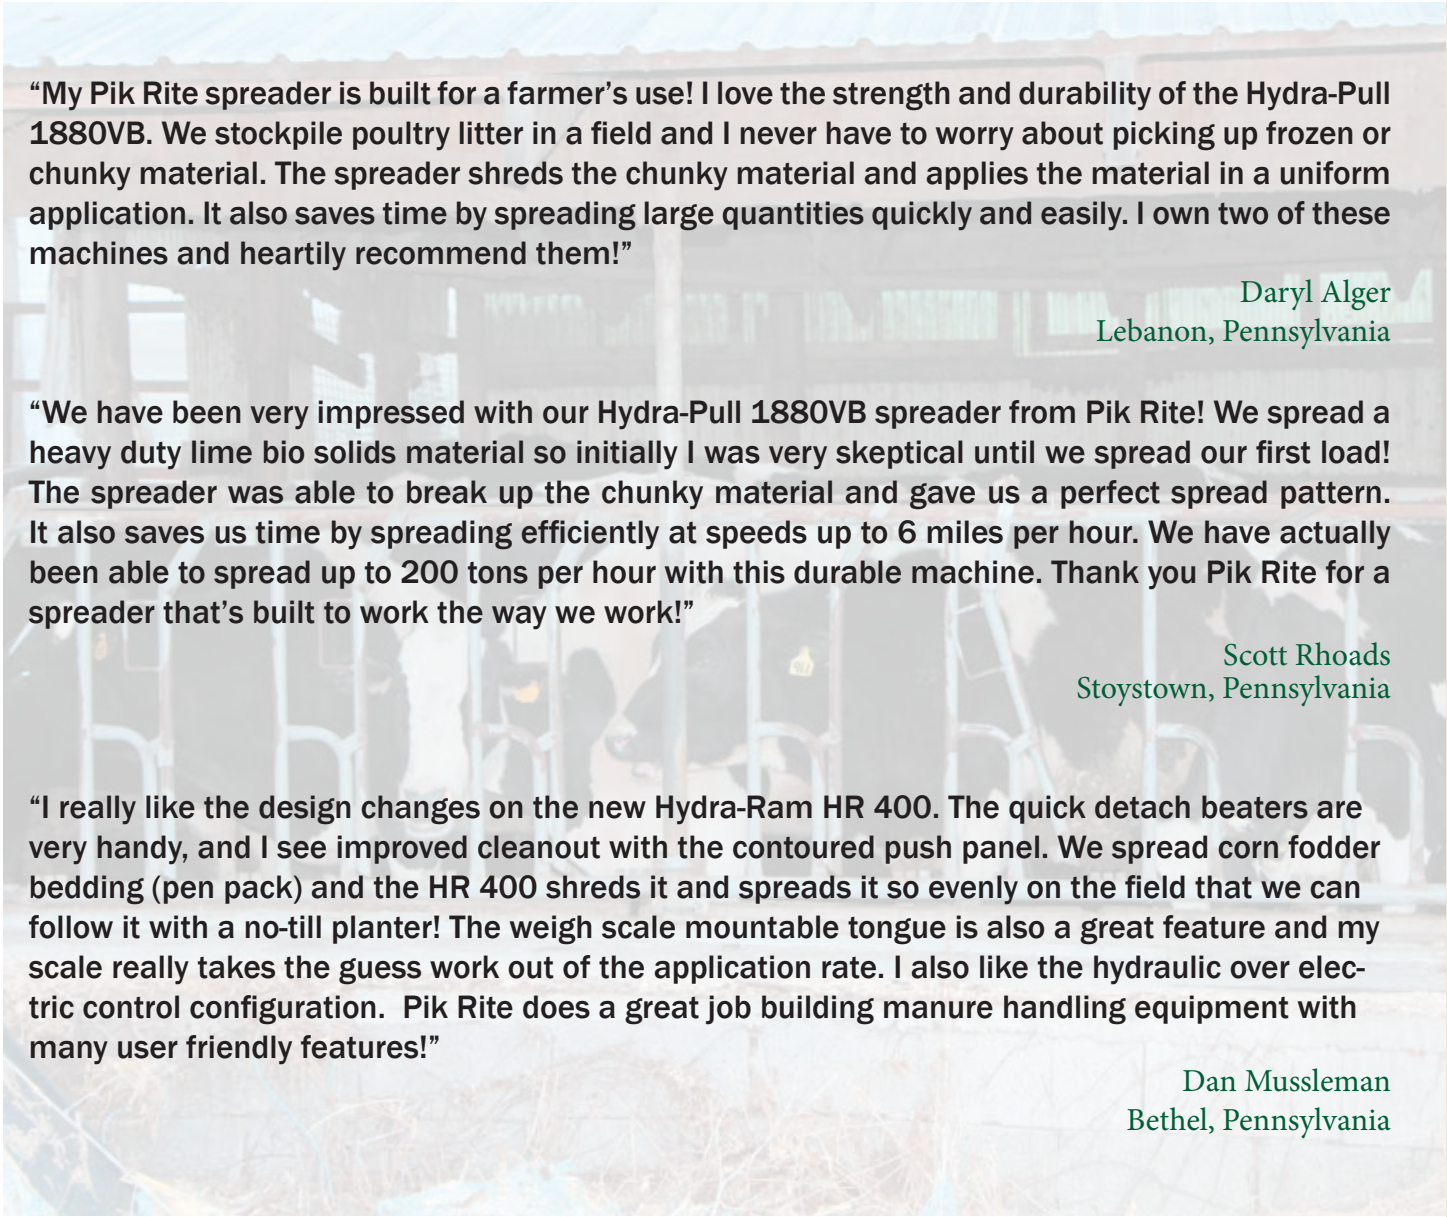 “My Pik Rite spreader is built for a farmer’s use! I love the strength and durability of the Hydra-Pull
1880VB. We stockpile poultry litter in a field and I never have to worry about picking up frozen or
chunky material. The spreader shreds the chunky material and applies the material in a uniform
application. It also saves time by spreading large quantities quickly and easily. I own two of these
machines and heartily recommend them!”
Daryl Alger
Lebanon, Pennsylvania
“We have been very impressed with our Hydra-Pull 1880VB spreader from Pik Rite! We spread a
heavy duty lime bio solids material so initially I was very skeptical until we spread our first load!
The spreader was able to break up the chunky material and gave us a perfect spread pattern.
It also saves us time by spreading efficiently at speeds up to 6 miles per hour. We have actually
been able to spread up to 200 tons per hour with this durable machine. Thank you Pik Rite for a
spreader that’s built to work the way we work!”
Scott Rhoads
Stoystown, Pennsylvania
“I really like the design changes on the new Hydra-Ram HR 400. The quick detach beaters are
very handy, and I see improved cleanout with the contoured push panel. We spread corn fodder
bedding (pen pack) and the HR 400 shreds it and spreads it so evenly on the field that we can
follow it with a no-till planter! The weigh scale mountable tongue is also a great feature and my
scale really takes the guess work out of the application rate. I also like the hydraulic over elec-
tric control configuration.  Pik Rite does a great job building manure handling equipment with
many user friendly features!”
Dan Mussleman
Bethel, Pennsylvania